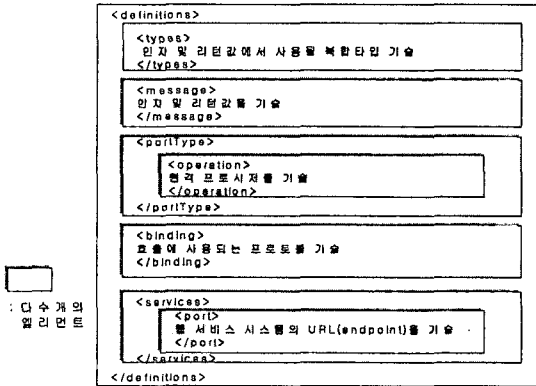 <definitions>
<types>
인자 및 리턴값에서 사용될 복합타입 기술
</types>
<message>
인자 및 리턴값을 기술
</message>
<portType>
<operation>
원격 프로시저를 기술
</operation>
</portType>
<binding>
호출에 사용되는 프로토콜 기술
</binding>
<services>
<port>
웹 서비스 시스템의 URL(endpoint)을 기술
</port>
</services>
</definitions>
: 다수개의
엘리먼트